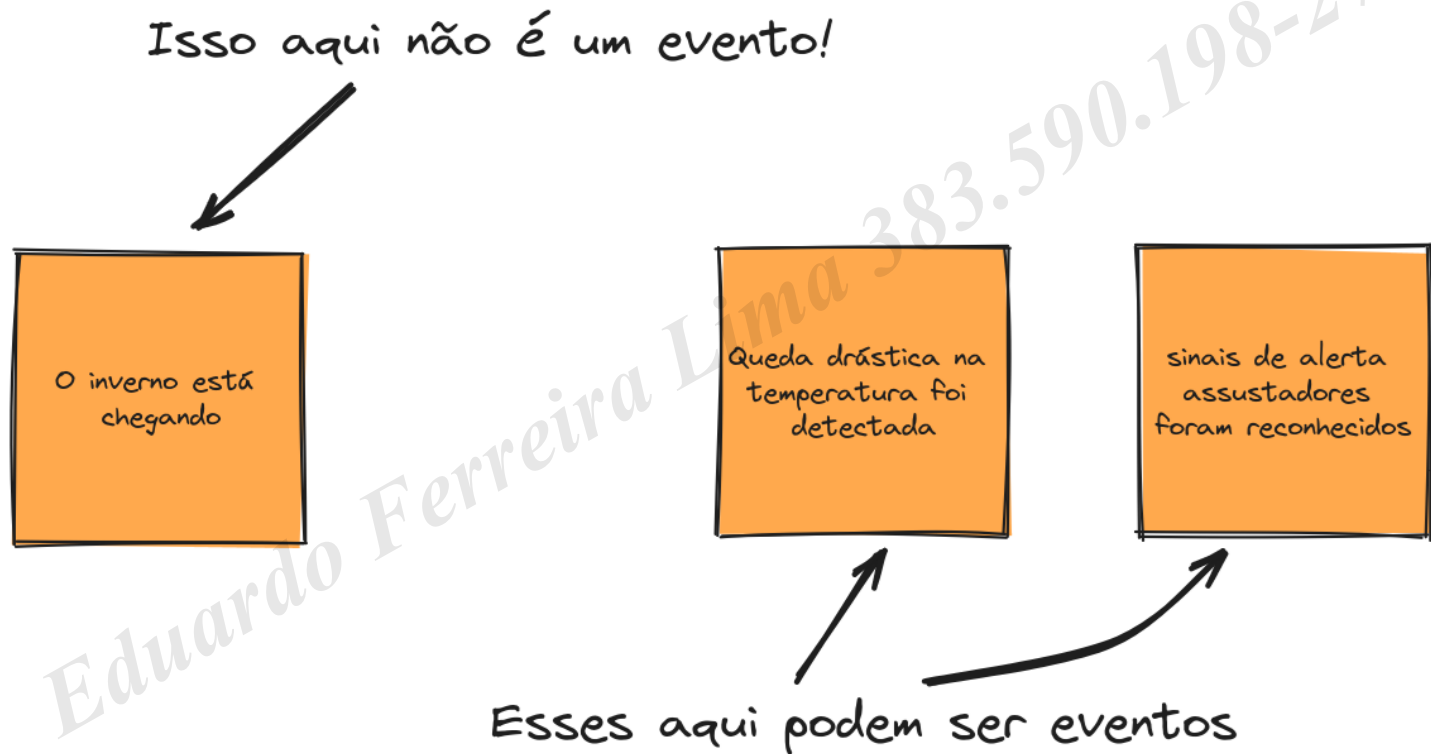 Isso aqui não é um evento!
O inverno está
chegando
Queda drástica na
temperatura foi
detectada
sinais de alerta
assustadores
foram reconhecidos
Esses aqui podem ser eventos
Eduardo Ferreira Lima 383.590.198-2